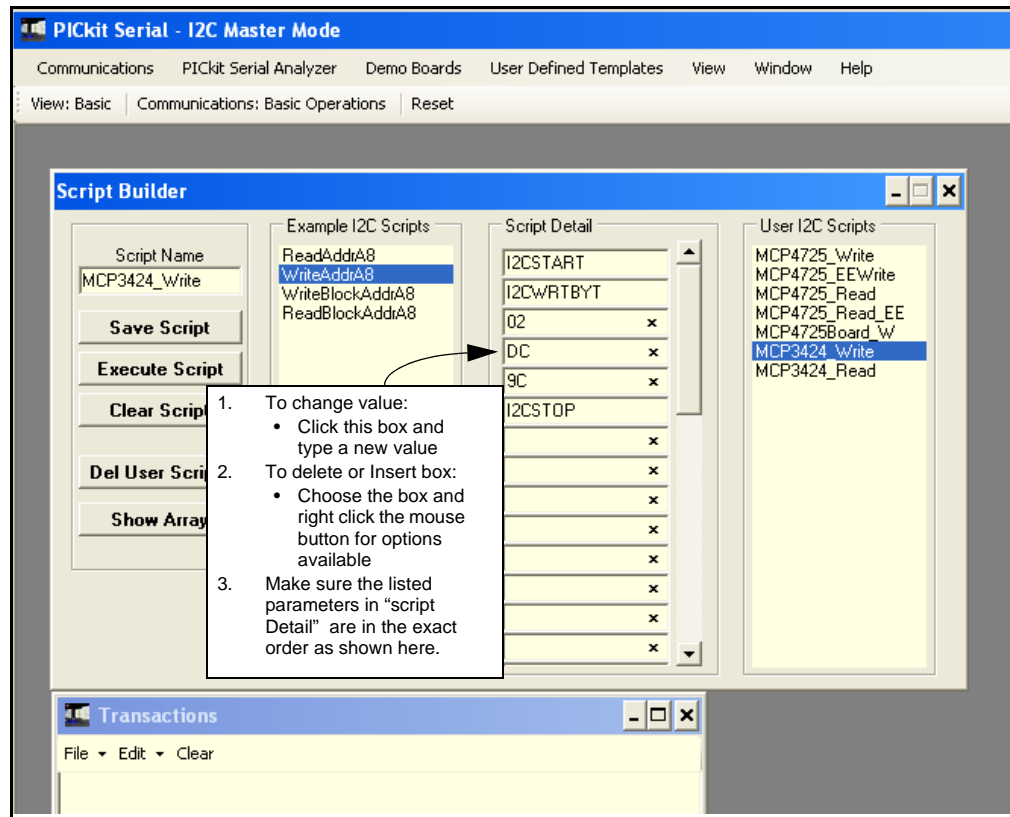 PICkit Serial - I2C Master Mode
Communications PICkit Serial Analyzer Demo Boards User Defined Templates View Window Help
View: Basic Communications: Basic Operations Reset
Script Builder
Script Name
MCP3424_Write
Save Script
Execute Script
Clear Script
Del User Scrip
Show Array
Example I2C Scripts
ReadAddrA8
WriteAddrA8
WriteBlockAddrA8
ReadBlockAddrA8
Script Detail
I2CSTART
I2CWRTBYT
02 x
DC x
9C x
I2CSTOP
x
x
x
x
x
x
x
x
User I2C Scripts
MCP4725_Write
MCP4725_EEWrite
MCP4725_Read
MCP4725_Read_EE
MCP4725Board_W
MCP3424_Write
MCP3424_Read
1. To change value:
• Click this box and
type a new value
2. To delete or Insert box:
• Choose the box and
right click the mouse
button for options
available
3. Make sure the listed
parameters in “script
Detail” are in the exact
order as shown here.
Transactions
File Edit Clear